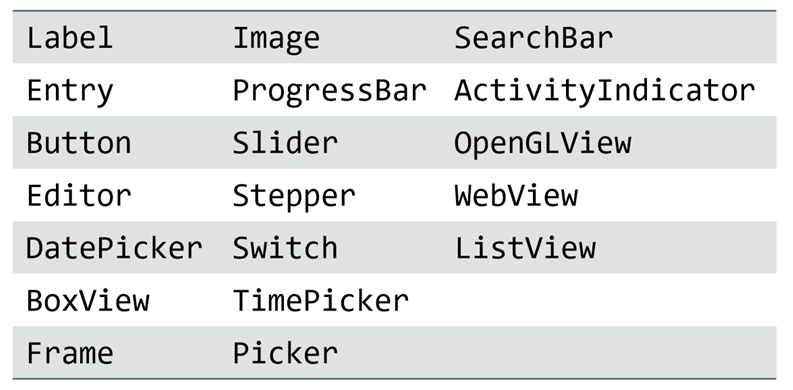 Label Image SearchBar
Entry ProgressBar ActivityIndicator
Button Slider OpenGLView
Editor Stepper WebView
DatePicker Switch ListView
BoxView TimePicker
Frame Picker